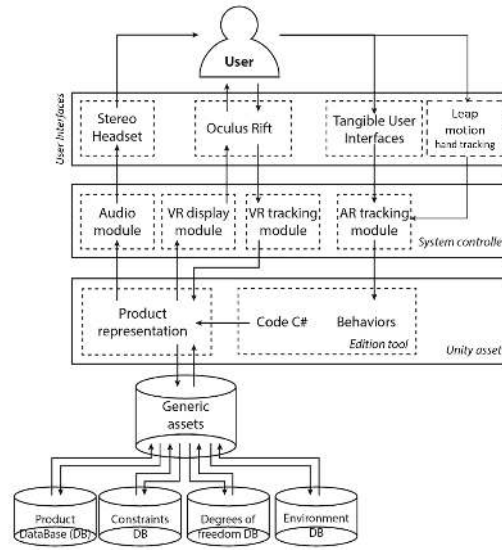 User
User Interfaces
Stereo
Headset
Oculus Rift
Tangible User
Interfaces
Leap
motion
hand tracking
Audio
module
VR display
module
VR tracking
module
AR tracking
module
System controlle
Product
representation
Code C#
Behaviors
Edition tool
Unity asset
Generic
assets
Product
DataBase (DB)
Constraints
DB
Degrees of
freedom DB
Environment
DB